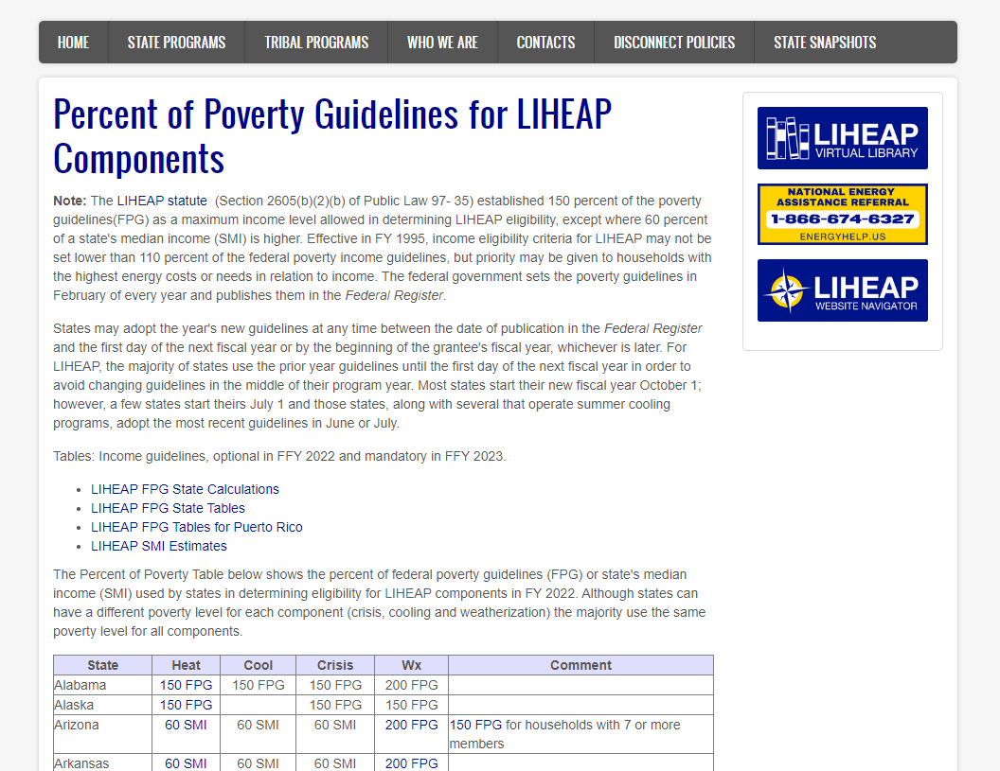 HOME STATE PROGRAMS TRIBAL PROGRAMS WHO WE ARE CONTACTS DISCONNECT POLICIES STATE SNAPSHOTS
Percent of Poverty Guidelines for LIHEAP
Components
Note: The LIHEAP statute (Section 2605(b)(2)(b) of Public Law 97- 35) established 150 percent of the poverty
guidelines(FPG) as a maximum income level allowed in determining LIHEAP eligibility, except where 60 percent
of a state's median income (SMI) is higher. Effective in FY 1995, income eligibility criteria for LIHEAP may not be
set lower than 110 percent of the federal poverty income guidelines, but priority may be given to households with
the highest energy costs or needs in relation to income. The federal government sets the poverty guidelines in
February of every year and publishes them in the Federal Register.
States may adopt the year's new guidelines at any time between the date of publication in the Federal Register
and the first day of the next fiscal year or by the beginning of the grantee's fiscal year, whichever is later. For
LIHEAP, the majority of states use the prior year guidelines until the first day of the next fiscal year in order to
avoid changing guidelines in the middle of their program year. Most states start their new fiscal year October 1;
however, a few states start theirs July 1 and those states, along with several that operate summer cooling
programs, adopt the most recent guidelines in June or July.
Tables: Income guidelines, optional in FFY 2022 and mandatory in FFY 2023.
• LIHEAP FPG State Calculations
• LIHEAP FPG State Tables
• LIHEAP FPG Tables for Puerto Rico
• LIHEAP SMI Estimates
The Percent of Poverty Table below shows the percent of federal poverty guidelines (FPG) or state's median
income (SMI) used by states in determining eligibility for LIHEAP components in FY 2022. Although states can
have a different poverty level for each component (crisis, cooling and weatherization) the majority use the same
poverty level for all components.
State Heat Cool Crisis Wx Comment
Alabama 150 FPG 150 FPG 150 FPG 200 FPG
Alaska 150 FPG 150 FPG 150 FPG
Arizona 60 SMI 60 SMI 60 SMI 200 FPG 150 FPG for households with 7 or more
members
Arkansas 60 SMI 60 SMI 60 SMI 200 FPG
LIHEAP
VIRTUAL LIBRARY
NATIONAL ENERGY
ASSISTANCE REFERRAL
1-866-674-6327
ENERGYHELP.US
LIHEAP
WEBSITE NAVIGATOR